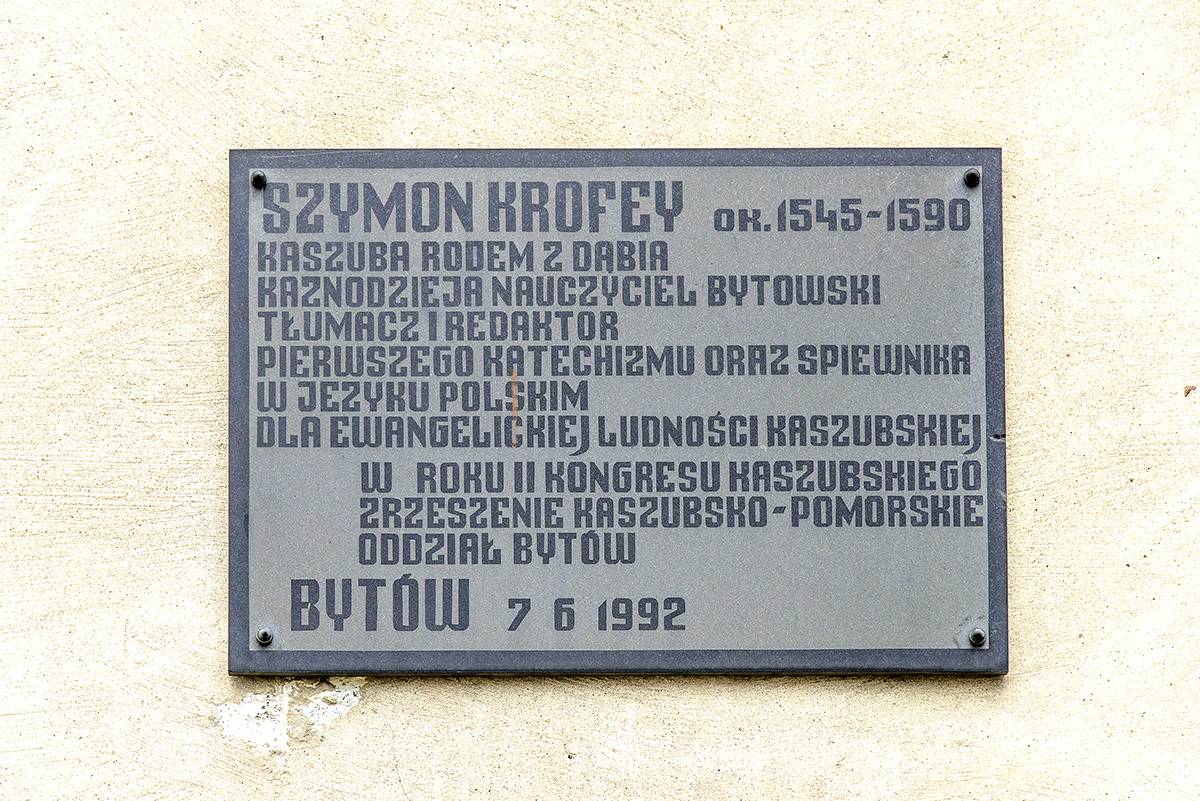 SZYMON KROFEY OK. 1545-1590
KASZUBA RODEM Z DĄBIA
KAZNODZIEJA NAUCZYCIEL BYTOWSKI
TŁUMACZ I REDAKTOR
PIERWSZEGO KATECHIZMU ORAZ SPIEWNIKA
W JEZYKU POLSKIM
DLA EWANGELICKIEJ LUDNOŚCI KASZUBSKIEJ
W ROKU II KONGRESU KASZUBSKIEGO
ZRZESZENIE KASZUBSKO-POMORSKIE
ODDZIAŁ BYTÓW
BYTÓW 7 6 1992